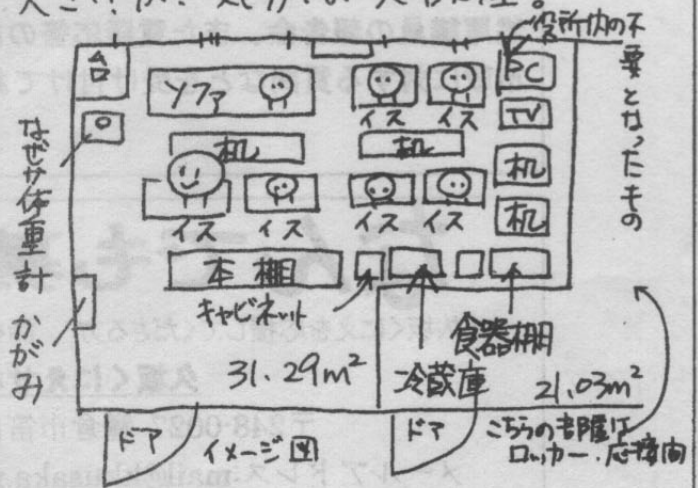 役所内の不
要となったもの
台
ソファ
イス
イス
PC
TV
机
机
机
机
なぜか体重計
イス
イス
イス
イス
本棚
キャビネット
かがみ
食器棚
冷蔵庫
31.29m²
21.03m²
ドア
イメージ図
ドア
こちらの部屋は
ロッカー・応接間